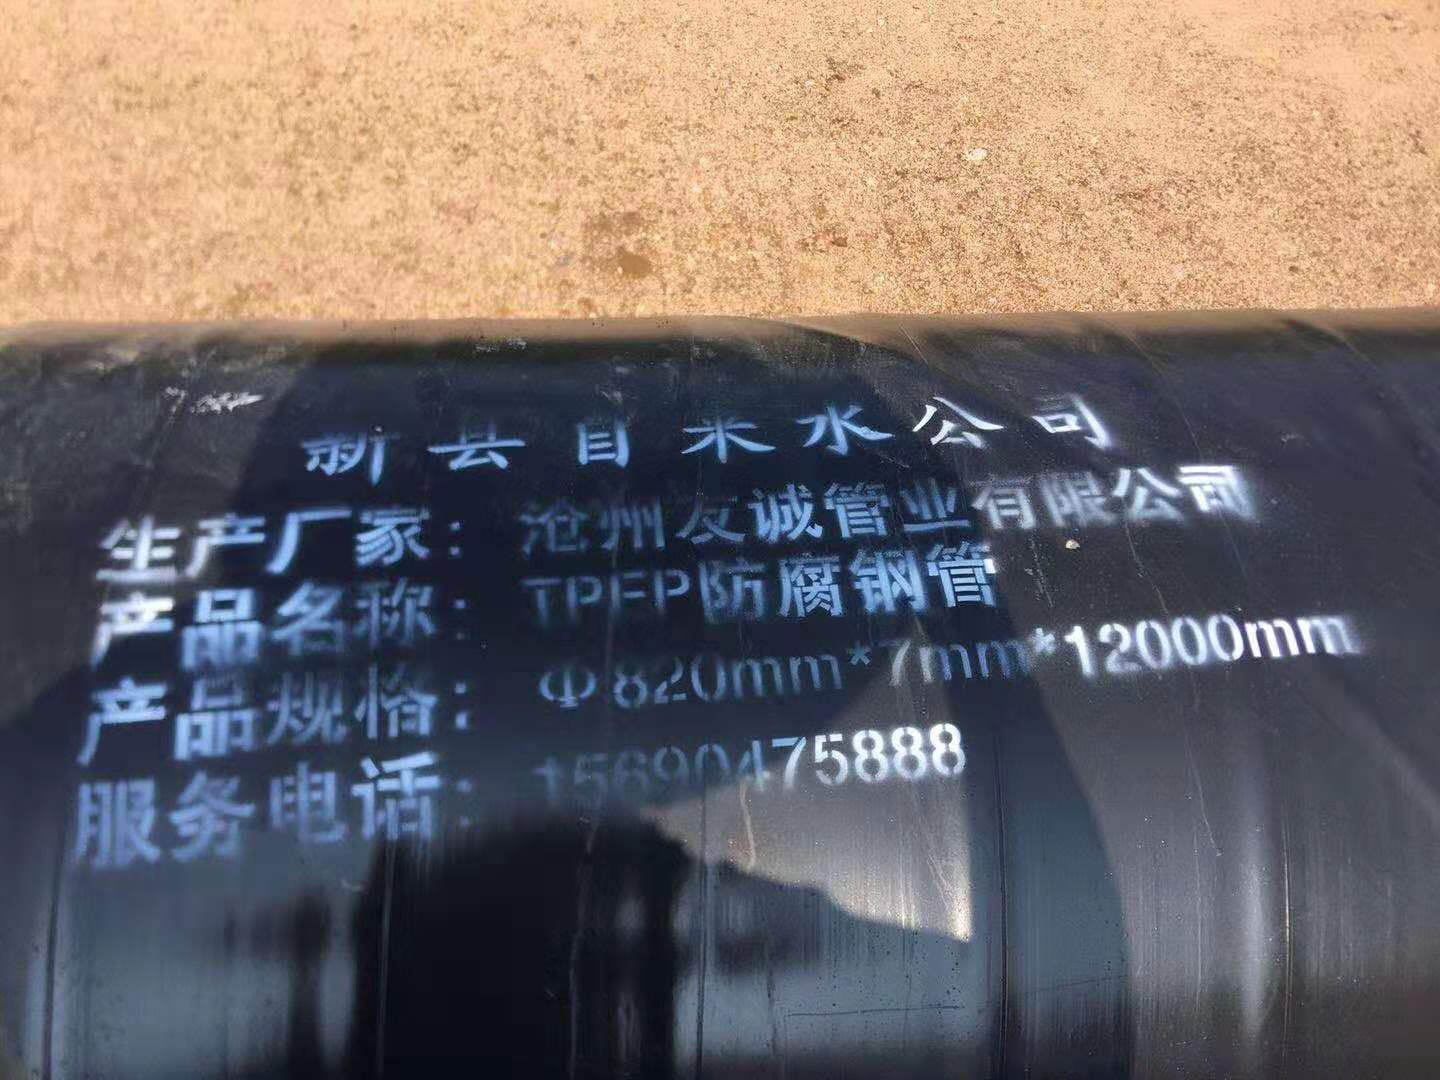 新县自来水公司
生产厂家：沧州友诚管业有限公司
产品名称：TPEP防腐钢管
产品规格：Φ820mm*7mm*12000mm
服务电话：15690475888